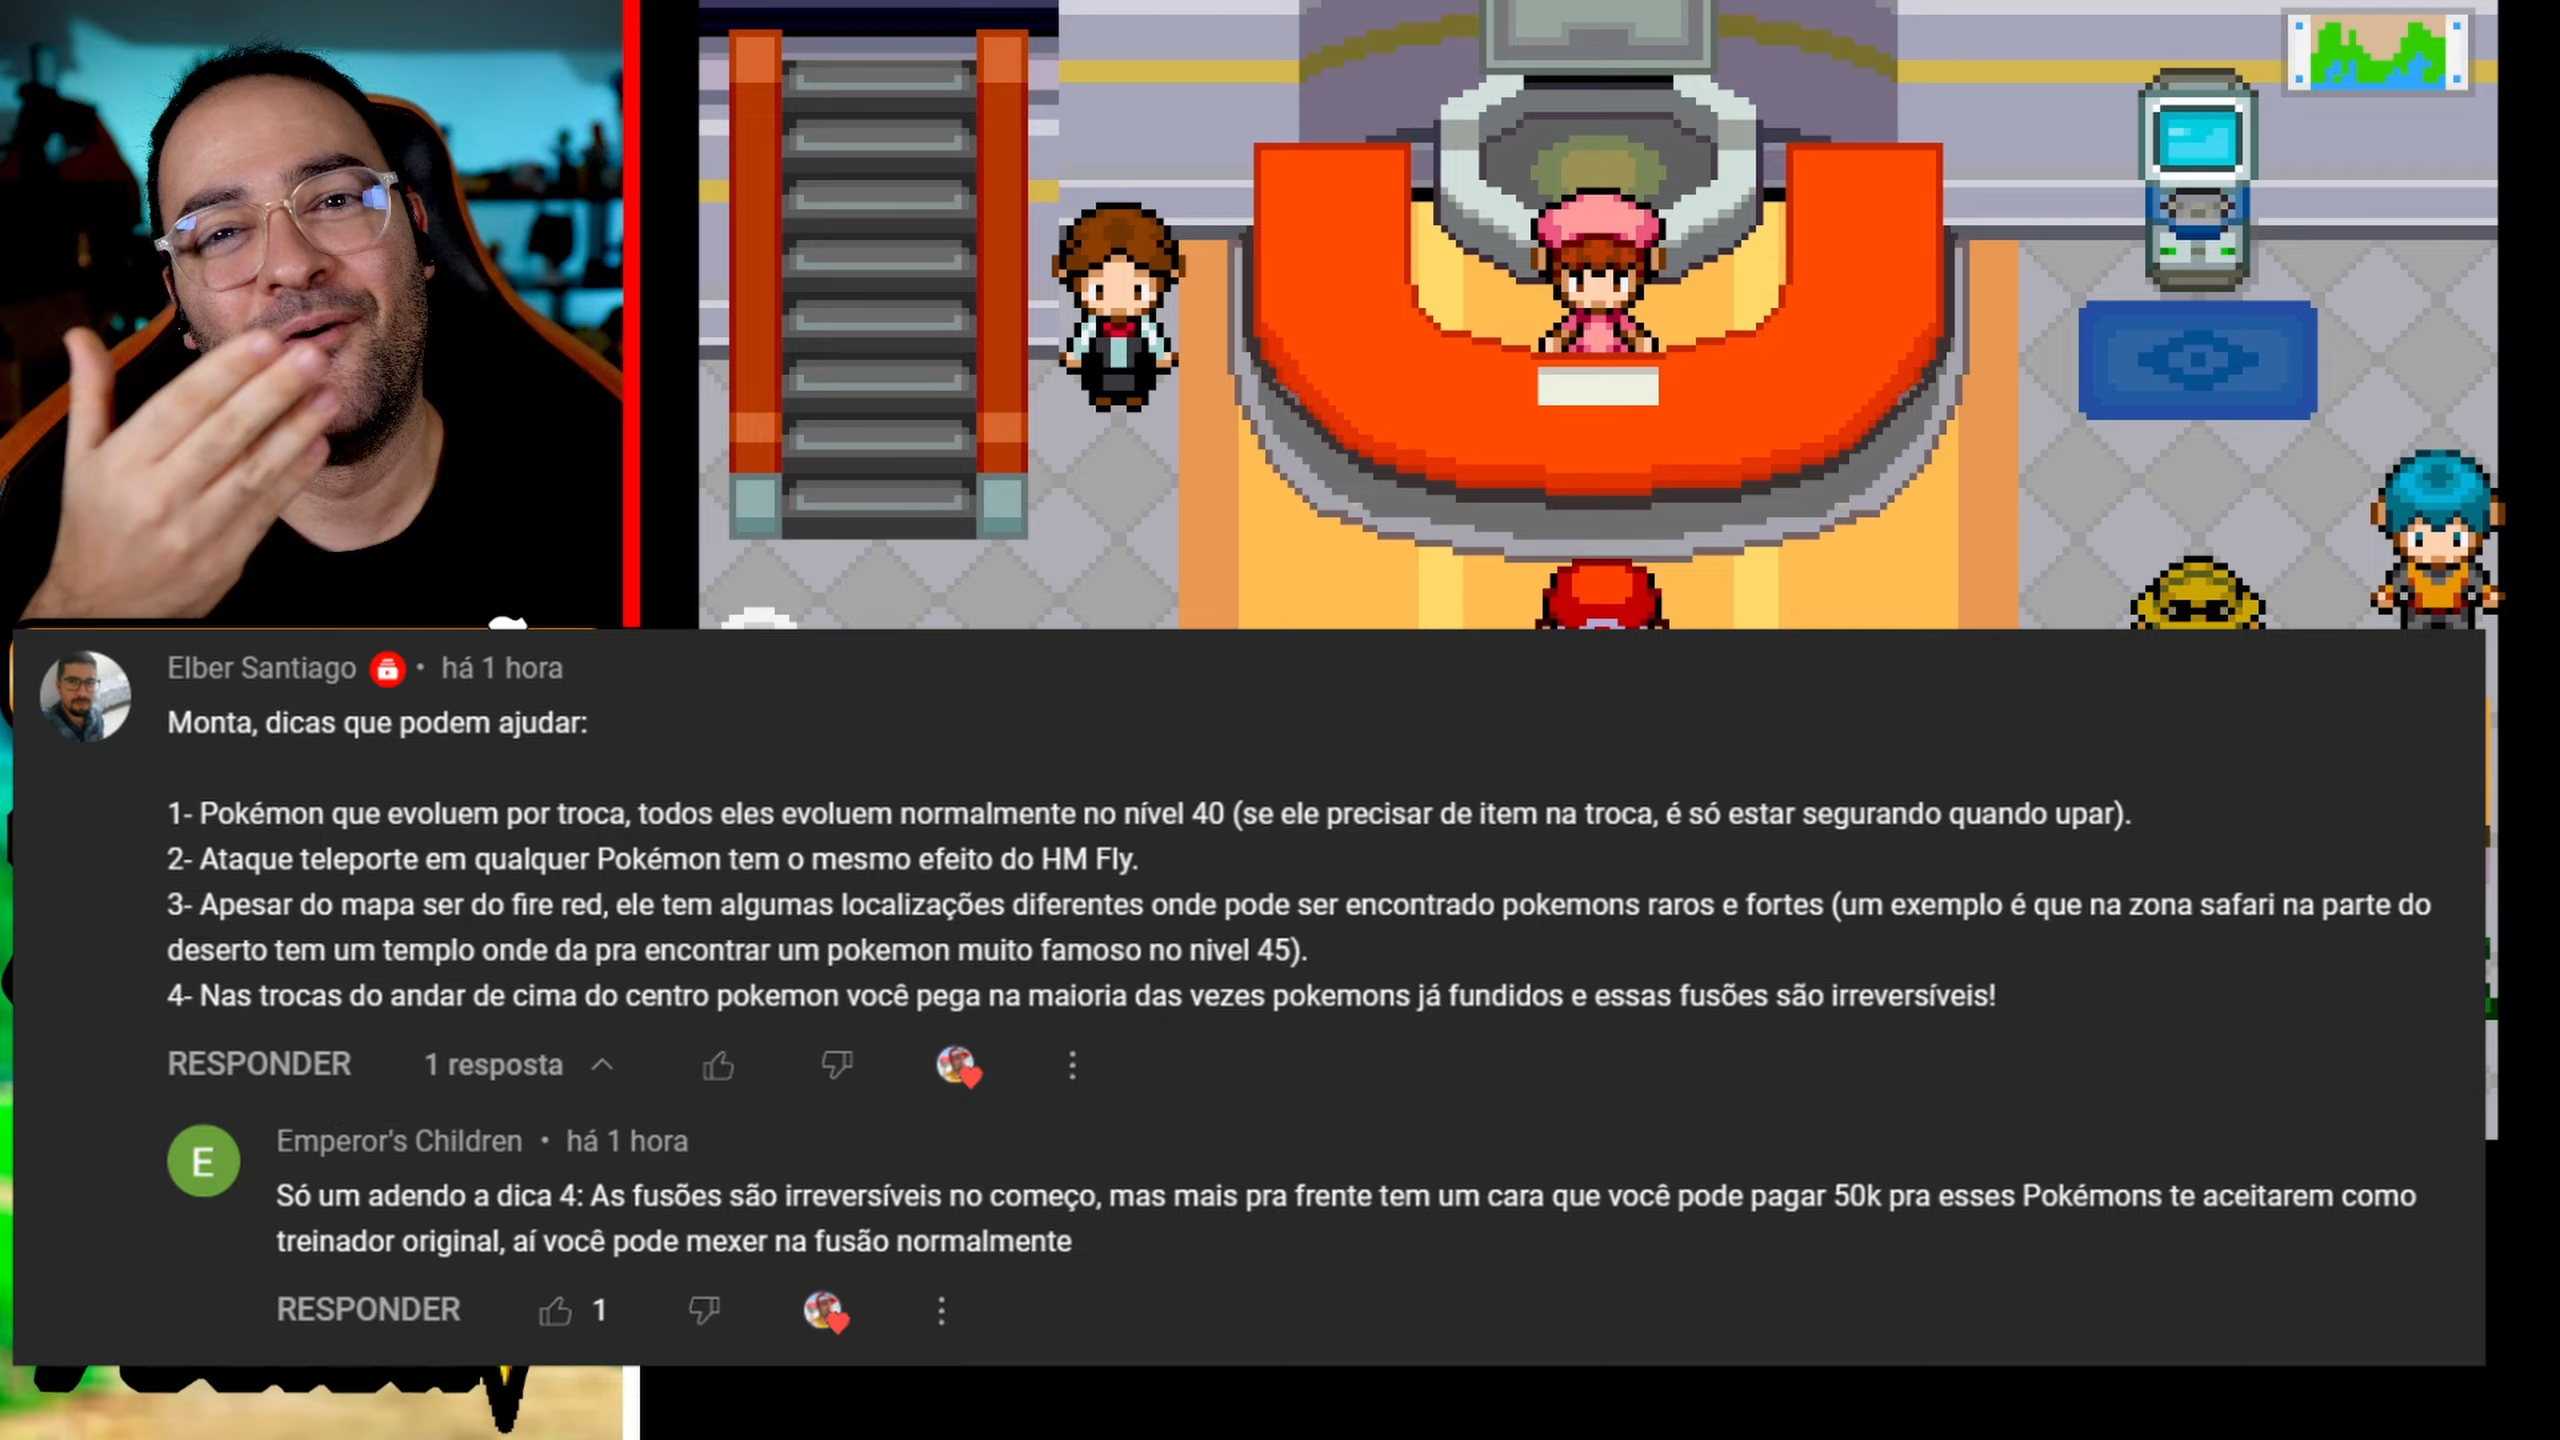 Elber Santiago • há 1 hora
Monta, dicas que podem ajudar:
1- Pokémon que evoluem por troca, todos eles evoluem normalmente no nível 40 (se ele precisar de item na troca, é só estar segurando quando upar).
2- Ataque teleporte em qualquer Pokémon tem o mesmo efeito do HM Fly.
3- Apesar do mapa ser do fire red, ele tem algumas localizações diferentes onde pode ser encontrado pokemons raros e fortes (um exemplo é que na zona safari na parte do
deserto tem um templo onde da pra encontrar um pokemon muito famoso no nivel 45).
4- Nas trocas do andar de cima do centro pokemon você pega na maioria das vezes pokemons já fundidos e essas fusões são irreversíveis!
RESPONDER 1 resposta
E
Emperor's Children • há 1 hora
Só um adendo a dica 4: As fusões são irreversíveis no começo, mas mais pra frente tem um cara que você pode pagar 50k pra esses Pokémons te aceitarem como
treinador original, aí você pode mexer na fusão normalmente
RESPONDER 1